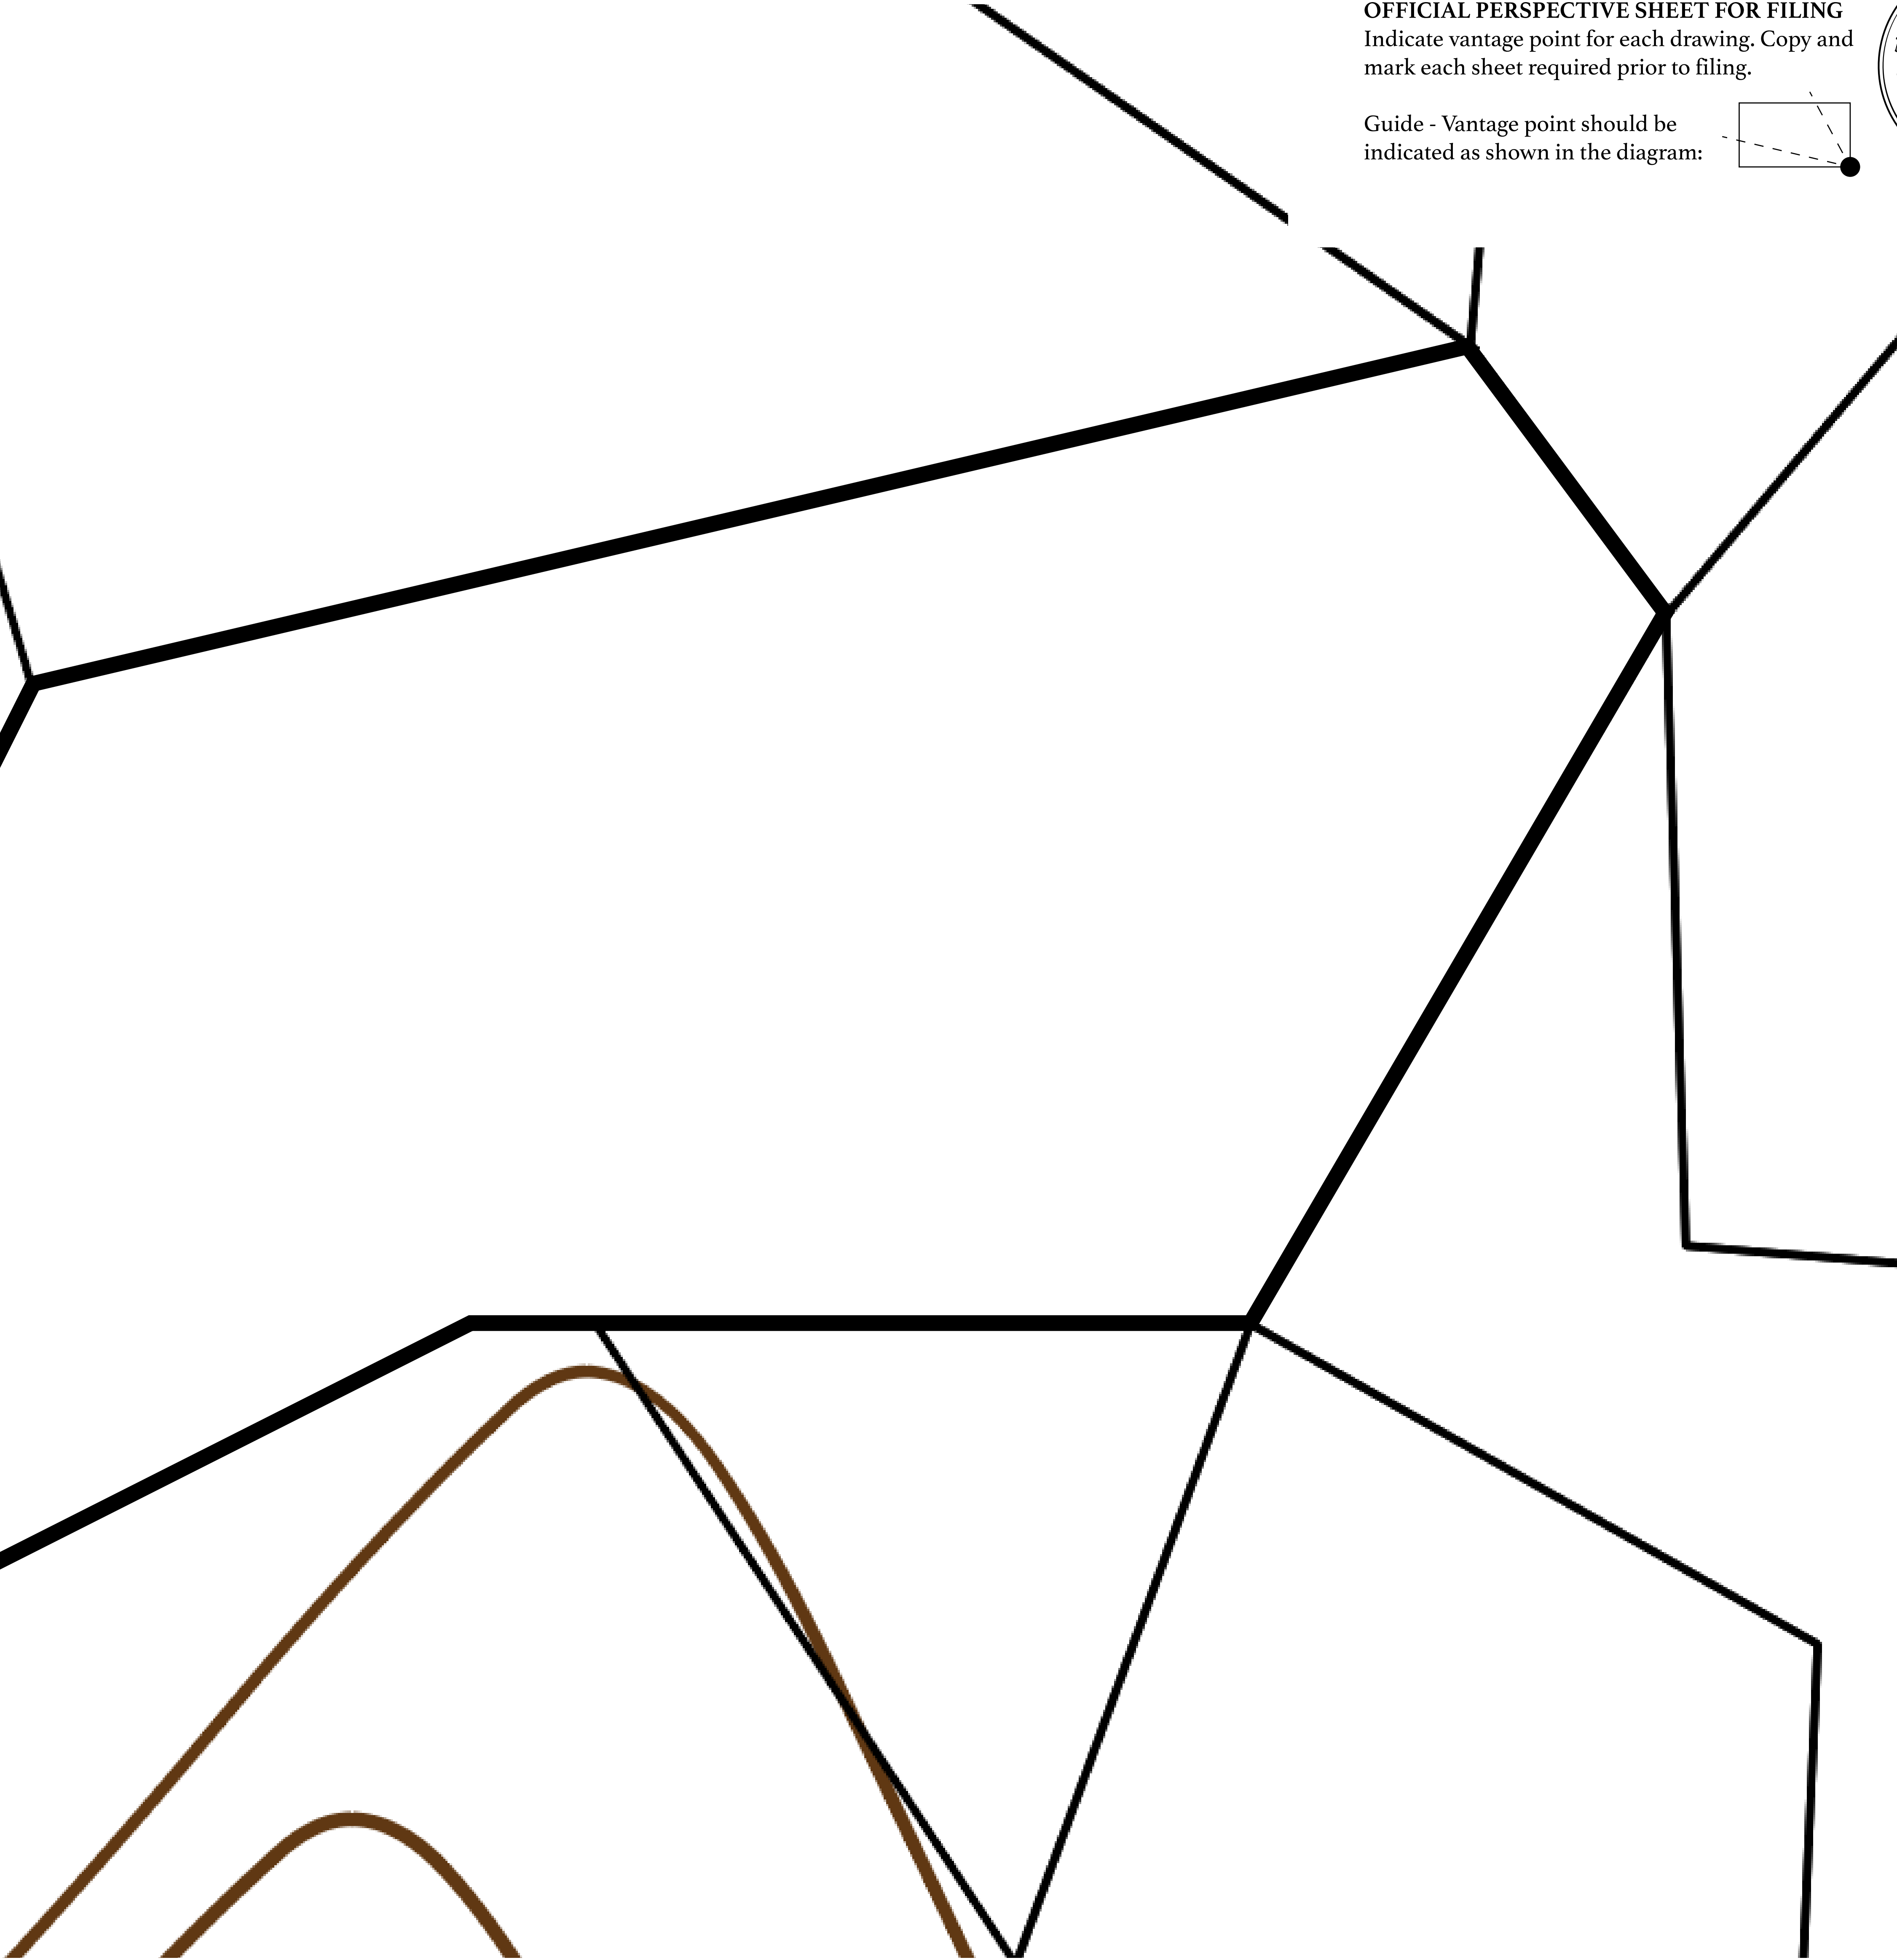 OFFICIAL PERSPECTIVE SHEET FOR FILING
Indicate vantage point for each drawing. Copy and
mark each sheet required prior to filing.
Guide - Vantage point should be
indicated as shown in the diagram: